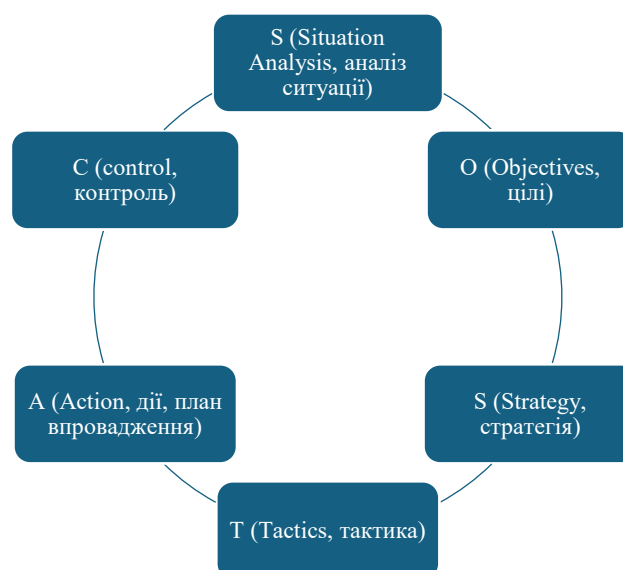 S (Situation
Analysis, аналіз
ситуації)
O (Objectives,
цілі)
S (Strategy,
стратегія)
T (Tactics, тактика)
A (Action, дії, план
впровадження)
C (control,
контроль)